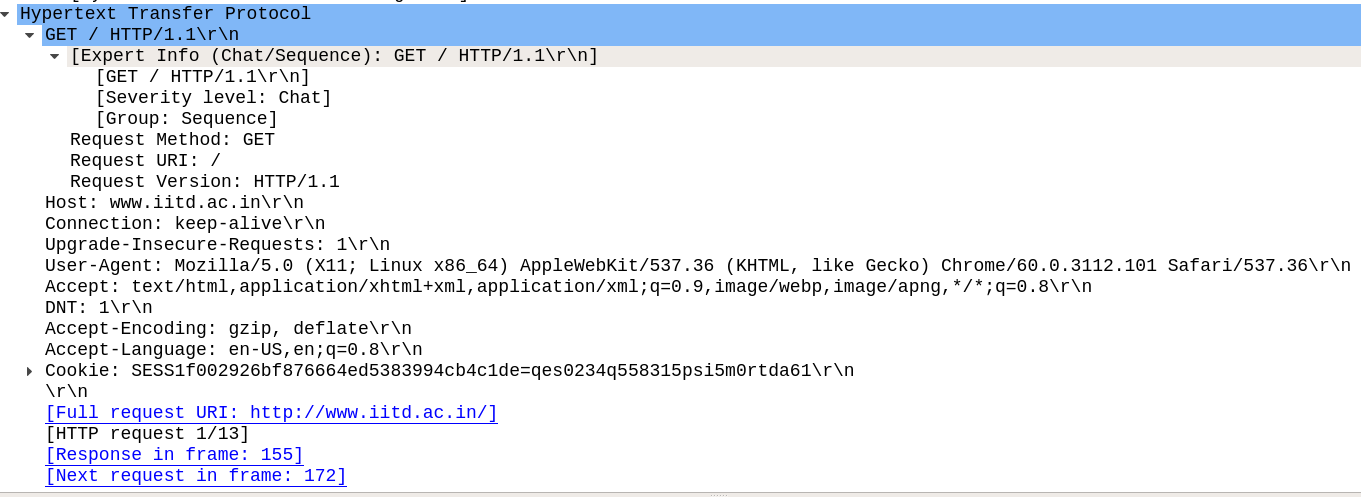 Hypertext Transfer Protocol
GET / HTTP/1.1\r\n
[Expert Info (Chat/Sequence): GET / HTTP/1.1\r\n]
[GET / HTTP/1.1\r\n]
[Severity level: Chat]
[Group: Sequence]
Request Method: GET
Request URI: /
Request Version: HTTP/1.1
Host: www.iitd.ac.in\r\n
Connection: keep-alive\r\n
Upgrade-Insecure-Requests: 1\r\n
User-Agent: Mozilla/5.0 (X11; Linux x86_64) AppleWebKit/537.36 (KHTML, like Gecko) Chrome/60.0.3112.101 Safari/537.36\r\n
Accept: text/html,application/xhtml+xml,application/xml;q=0.9,image/webp,image/apng,*/*;q=0.8\r\n
DNT: 1\r\n
Accept-Encoding: gzip, deflate\r\n
Accept-Language: en-US,en;q=0.8\r\n
Cookie: SESS1f002926bf876664ed5383994cb4c1de=qes0234q558315psi5m0rtda61\r\n
\r\n
[Full request URI: http://www.iitd.ac.in/]
[HTTP request 1/13]
[Response in frame: 155]
[Next request in frame: 172]